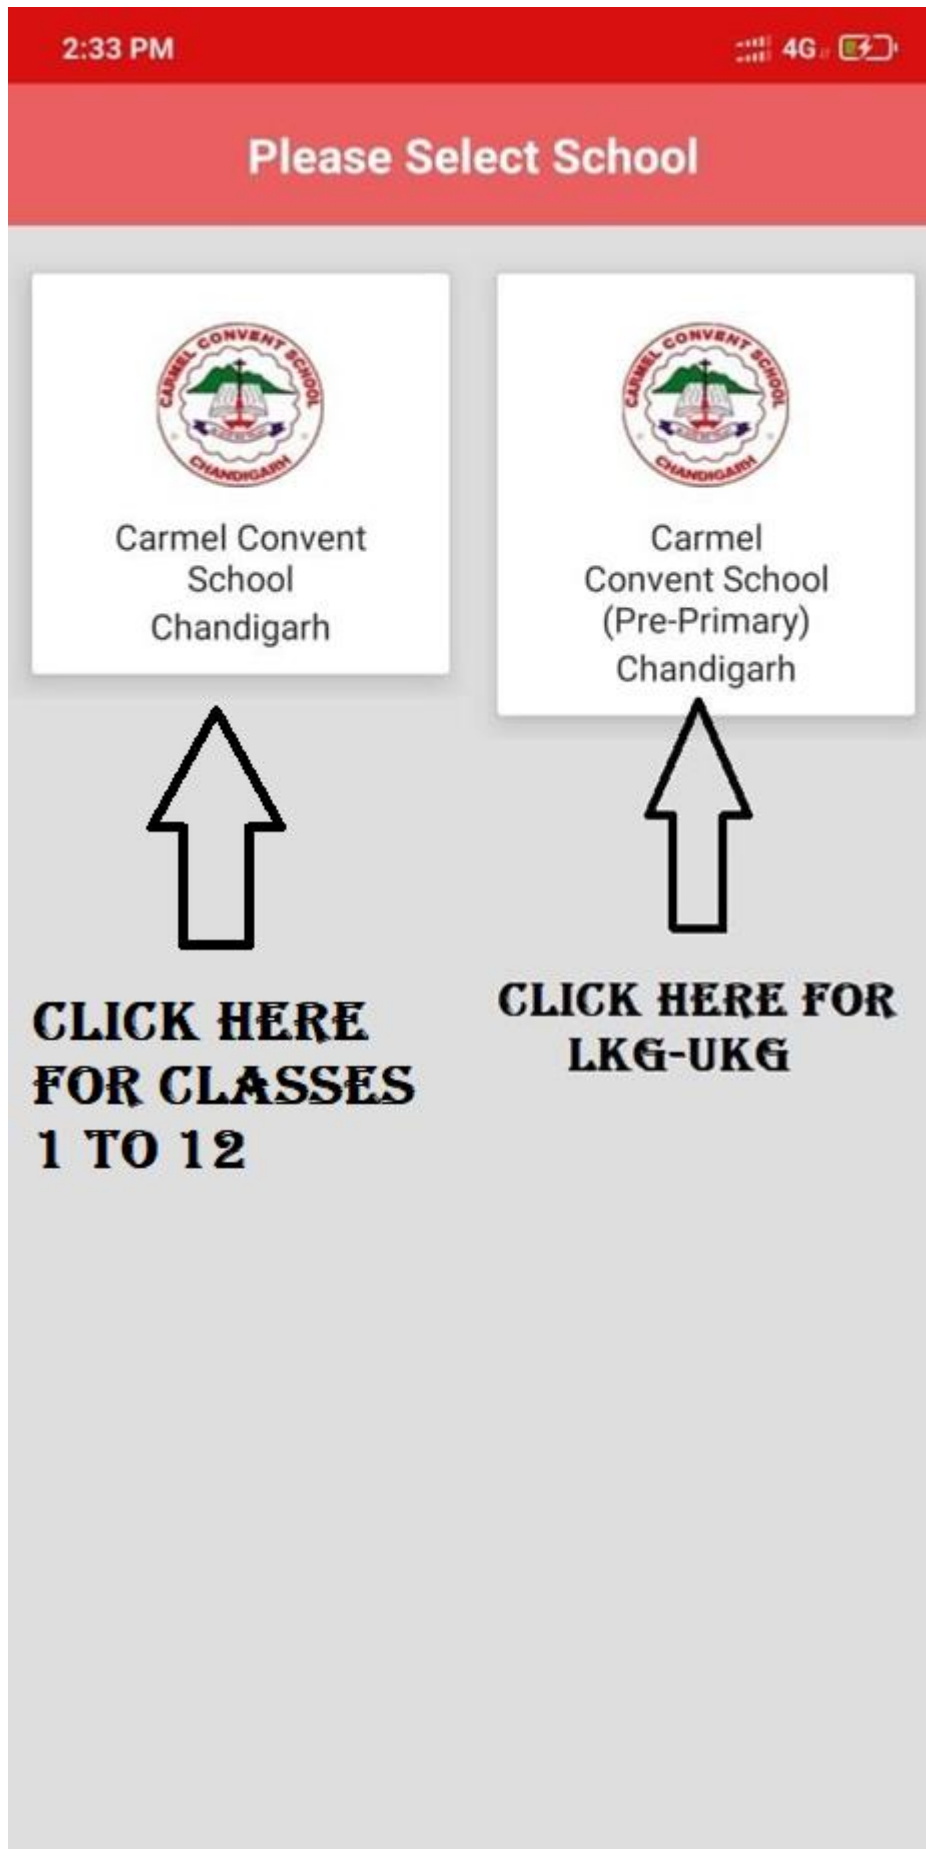 2:33 PM
4G
Please Select School
CARMEL CONVENT SCHOOL
CHANDIGARH
Carmel Convent
School
Chandigarh
CLICK HERE
FOR CLASSES
1 TO 12
CARMEL CONVENT SCHOOL
CHANDIGARH
Carmel
Convent School
(Pre-Primary)
Chandigarh
CLICK HERE FOR
LKG-UKG